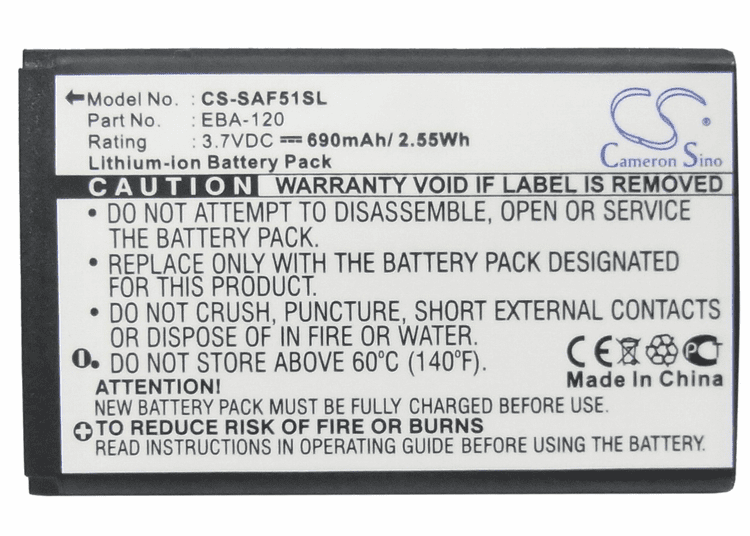 Model No. : CS-SAF51SL
Part No. : EBA-120
Rating : 3.7VDC 690mAh/ 2.55Wh
Lithium-ion Battery Pack
CS
Cameron Sino
CAUTION WARRANTY VOID IF LABEL IS REMOVED
• DO NOT ATTEMPT TO DISASSEMBLE, OPEN OR SERVICE
THE BATTERY PACK.
• REPLACE ONLY WITH THE BATTERY PACK DESIGNATED
FOR THIS PRODUCT.
• DO NOT CRUSH, PUNCTURE, SHORT EXTERNAL CONTACTS
OR DISPOSE OF IN FIRE OR WATER.
• DO NOT STORE ABOVE 60°C (140°F).
CE
Made In China
ATTENTION!
NEW BATTERY PACK MUST BE FULLY CHARGED BEFORE USE
TO REDUCE RISK OF FIRE OR BURNS
READ INSTRUCTIONS IN OPERATING GUIDE BEFORE USING THE BATTERY.